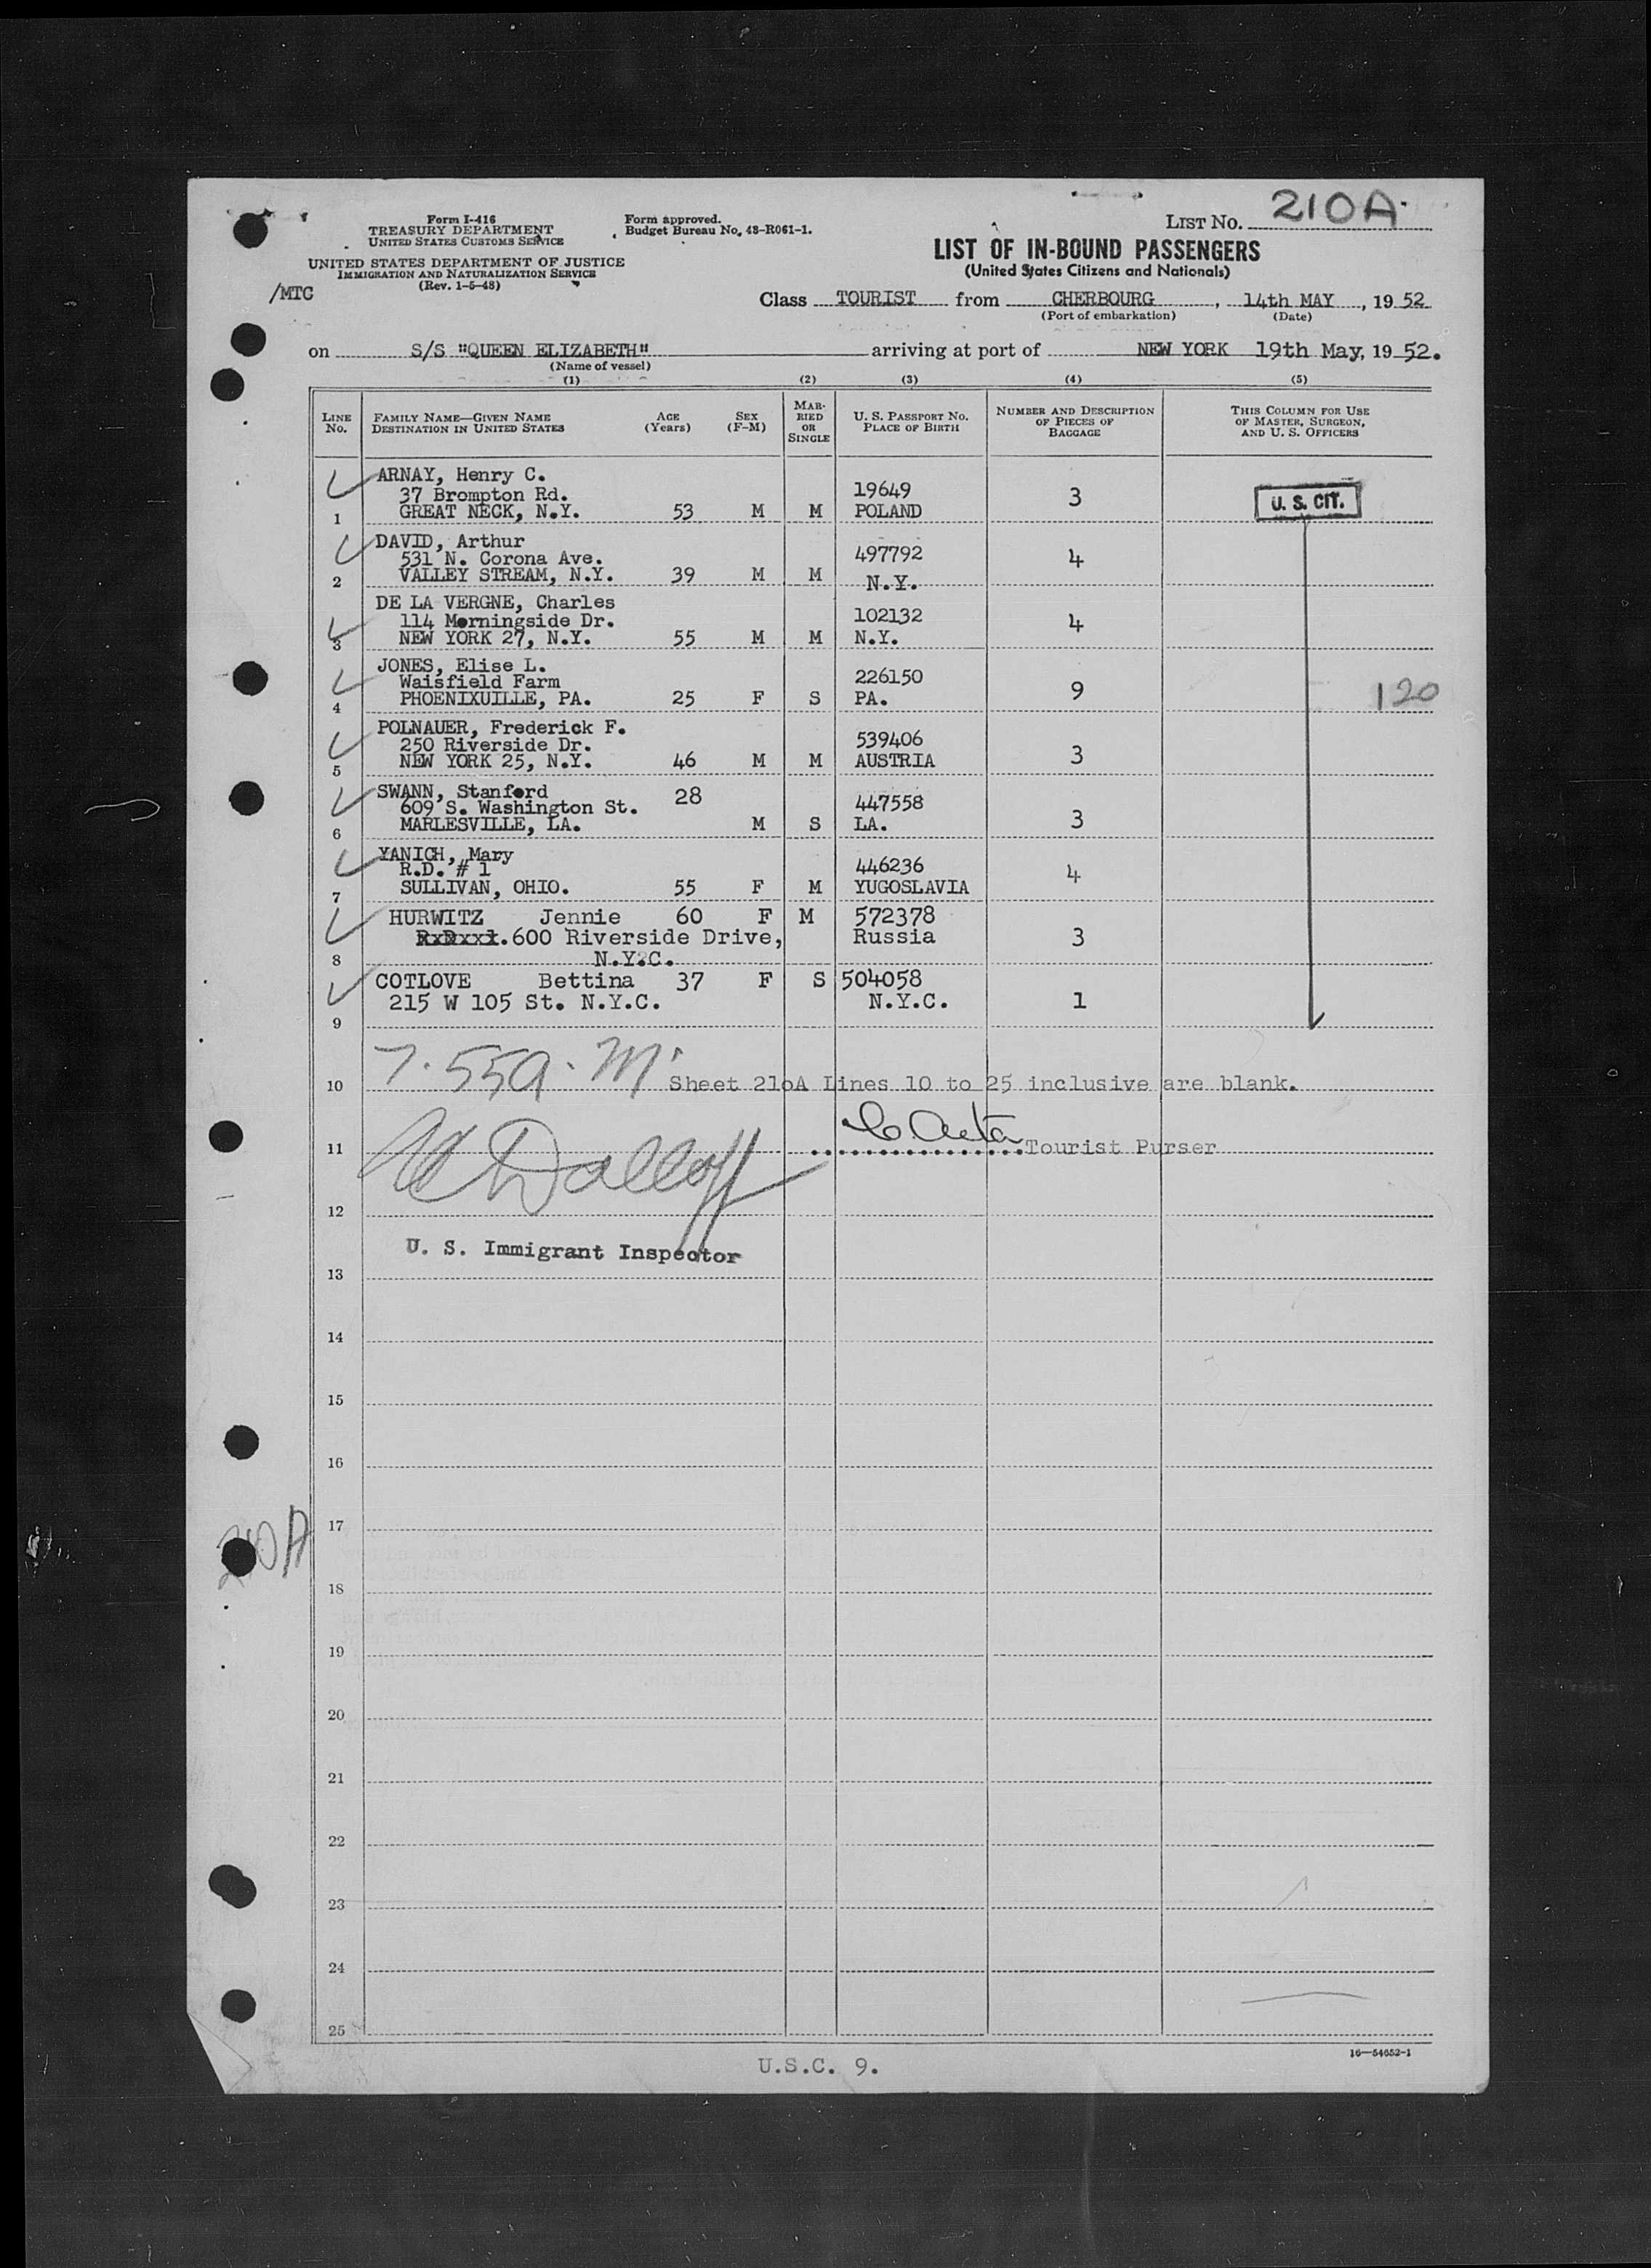 210A.
Form I-416
TREASURY DEPARTMENT
UNITED STATES CUSTOMS SERVICE
Form approved.
Budget Bureau No. 48-R061-1.
LIST NO.
LIST OF IN-BOUND PASSENGERS
(United States Citizens and Nationals)
UNITED STATES DEPARTMENT OF JUSTICE
IMMIGRATION AND NATURALIZATION SERVICE
(Rev. 1-5-48)
/MTC
Class TOURIST from CHERBOURG, 14th MAY, 19 52
(Port of embarkation) (Date)
on S/S "QUEEN ELIZABETH" arriving at port of NEW YORK 19th May, 19 52.
(Name of vessel)
(1) (2) (3) (4) (5)
LINE NO.
FAMILY NAME—GIVEN NAME
DESTINATION IN UNITED STATES
AGE
(Years)
SEX
(F-M)
MAR-
RIED
OR
SINGLE
U. S. PASSPORT NO.
PLACE OF BIRTH
NUMBER AND DESCRIPTION
OF PIECES OF
BAGGAGE
THIS COLUMN FOR USE
OF MASTER, SURGEON,
AND U. S. OFFICERS
ARNAY, Henry C.
37 Brompton Rd. 19649 3 U. S. CIT.
1 GREAT NECK, N.Y. 53 M M POLAND
DAVID, Arthur
531 N. Corona Ave. 497792 4
2 VALLEY STREAM, N.Y. 39 M M N.Y.
DE LA VERGNE, Charles
114 Morningside Dr. 102132 4
3 NEW YORK 27, N.Y. 55 M M N.Y.
JONES, Elise L.
Waisfield Farm 226150 9 120
4 PHOENIXUILLE, PA. 25 F S PA.
POLNAUER, Frederick F.
250 Riverside Dr. 539406 3
5 NEW YORK 25, N.Y. 46 M M AUSTRIA
SWANN, Stanford 28
609 S. Washington St. 447558 3
6 MARLESVILLE, LA. M S LA.
YANICH, Mary
R.D. # 1 446236 4
7 SULLIVAN, OHIO. 55 F M YUGOSLAVIA
HURWITZ Jennie 60 F M 572378
RxDxxl.600 Riverside Drive, Russia 3
8 N.Y.C.
COTLOVE Bettina 37 F S 504058
215 W 105 St. N.Y.C. N.Y.C. 1
9
7.55A.M.
10 Sheet 21oA Lines 10 to 25 inclusive are blank.
11 Tourist Purser
Dalloff
12
U. S. Immigrant Inspector
13
14
15
16
17
210A
18
19
20
21
22
23
24
25
16—54652-1
U.S.C. 9.